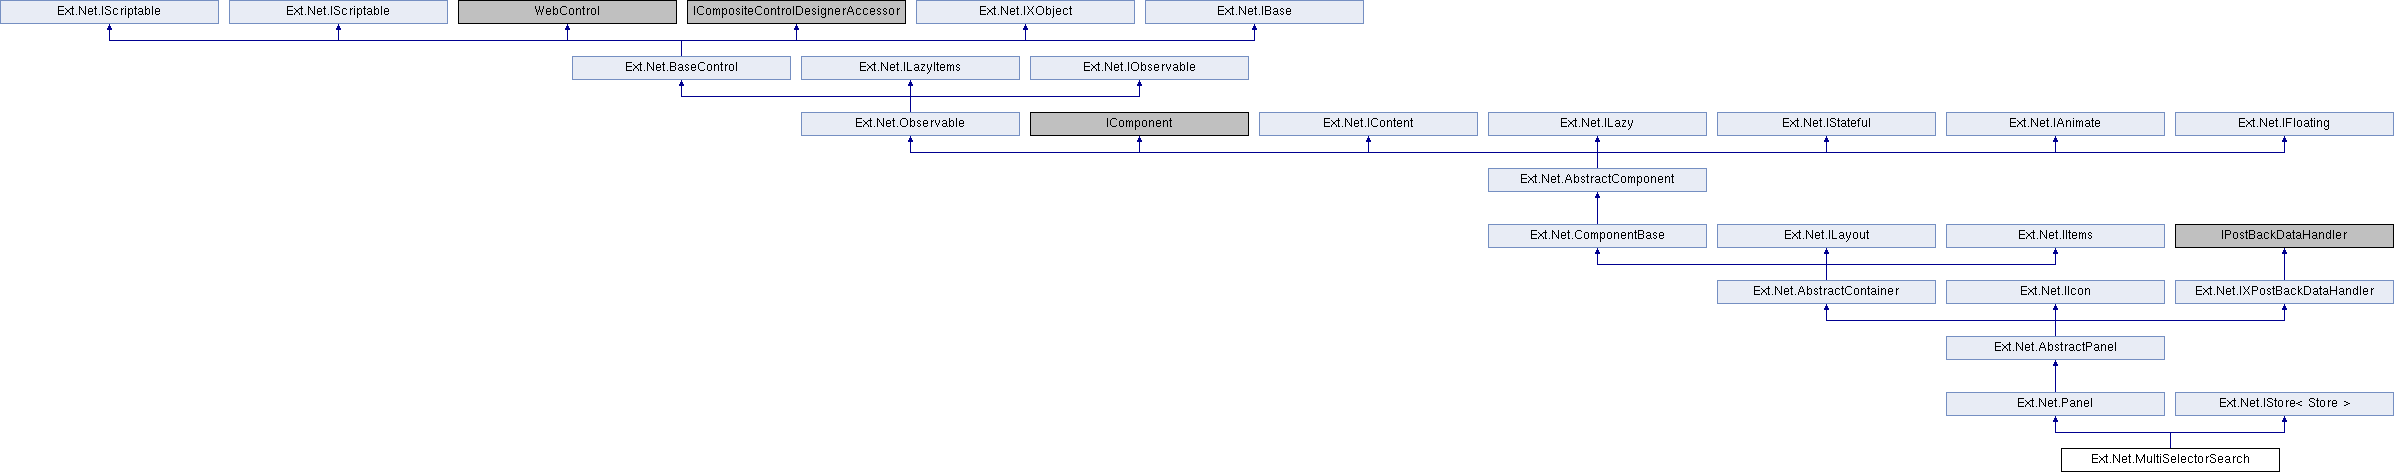 Ext.Net.IScriptable
Ext.Net.IScriptable
WebControl
ICompositeControlDesignerAccessor
Ext.Net.IXObject
Ext.Net.IBase
Ext.Net.BaseControl
Ext.Net.ILazyItems
Ext.Net.IObservable
Ext.Net.Observable
IComponent
Ext.Net.IContent
Ext.Net.ILazy
Ext.Net.IStateful
Ext.Net.IAnimate
Ext.Net.IFloating
Ext.Net.AbstractComponent
Ext.Net.ComponentBase
Ext.Net.ILayout
Ext.Net.IItems
IPostBackDataHandler
Ext.Net.AbstractContainer
Ext.Net.IIcon
Ext.Net.IXPostBackDataHandler
Ext.Net.AbstractPanel
Ext.Net.Panel
Ext.Net.IStore< Store >
Ext.Net.MultiSelectorSearch